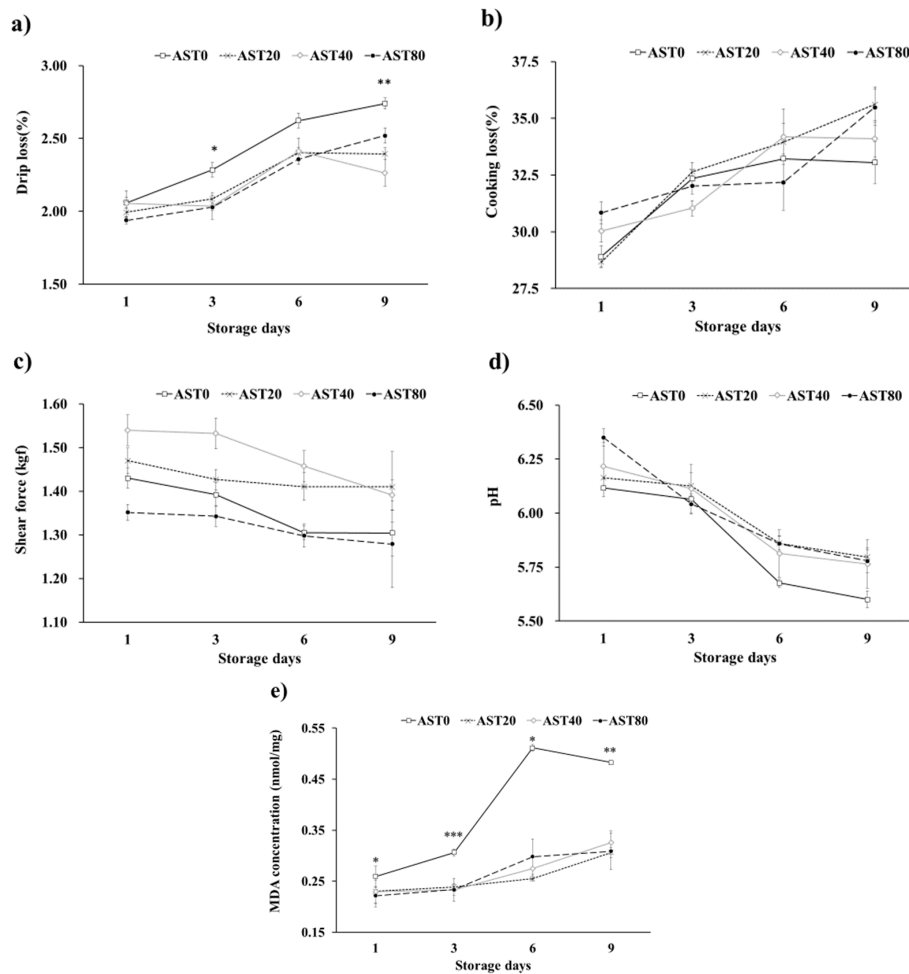 a)
AST0 AST20 AST40 AST80
3.00
2.50
2.00
1.50
Drip loss(%)
*
**
1 3 6 9
Storage days
b)
AST0 AST20 AST40 AST80
37.5
35.0
32.5
30.0
27.5
Cooking loss(%)
1 3 6 9
Storage days
c)
AST0 AST20 AST40 AST80
1.60
1.50
1.40
1.30
1.20
1.10
Shear force (kgf)
1 3 6 9
Storage days
d)
AST0 AST20 AST40 AST80
6.50
6.25
6.00
5.75
5.50
pH
1 3 6 9
Storage days
e)
AST0 AST20 AST40 AST80
0.55
0.45
0.35
0.25
0.15
MDA concentration (nmol/mg)
*
***
*
**
1 3 6 9
Storage days